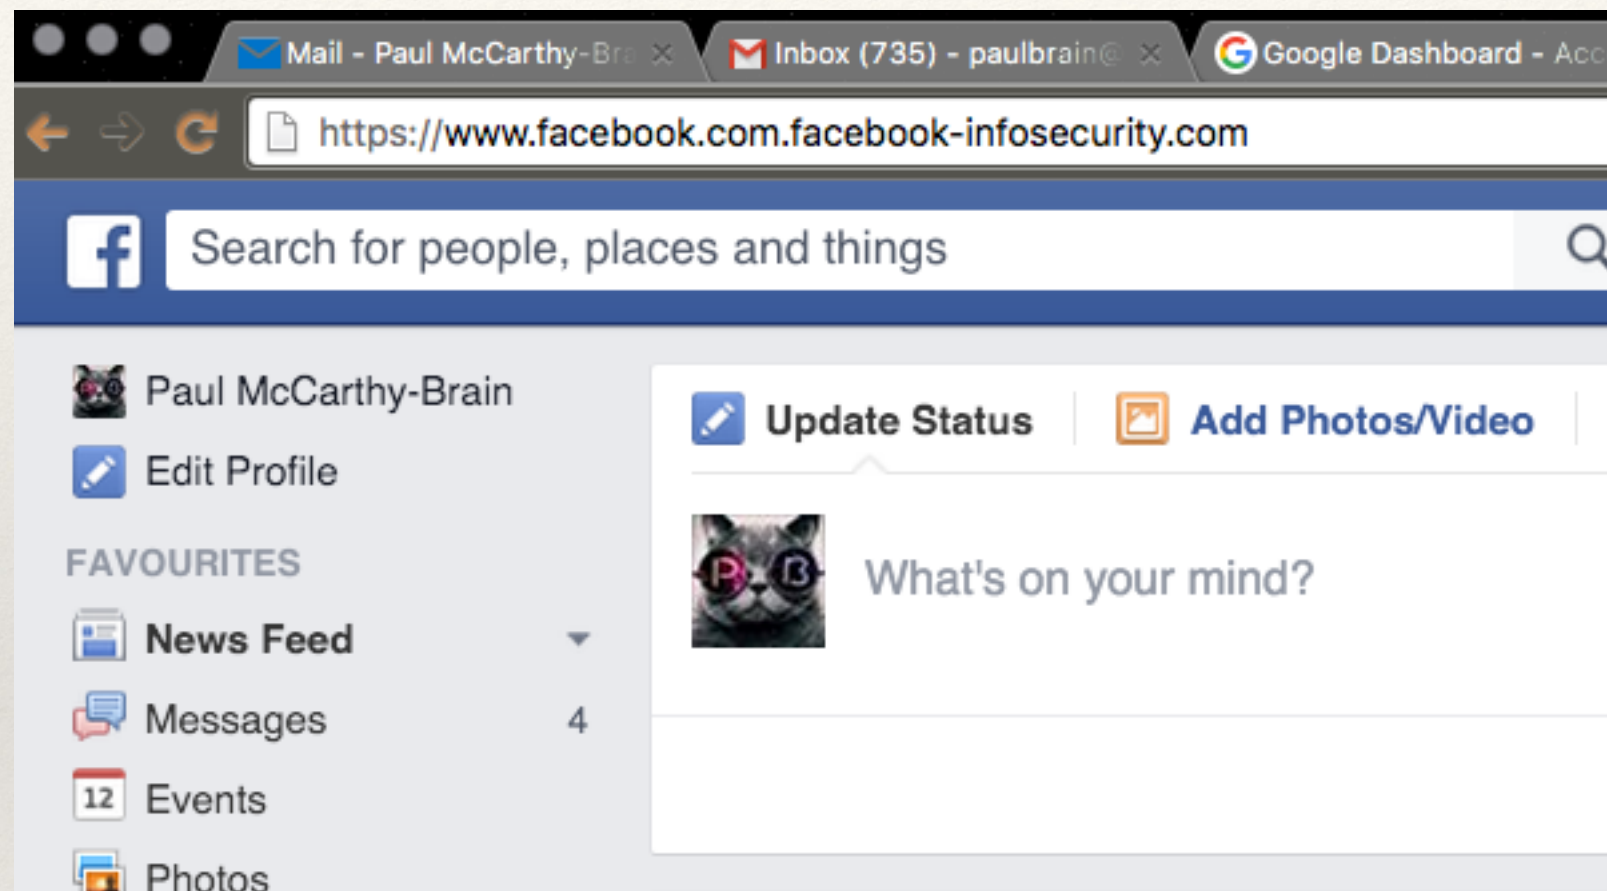 Mail - Paul McCarthy-Bra
Inbox (735) - paulbrain@
Google Dashboard - Acc
https://www.facebook.com.facebook-infosecurity.com
f
Search for people, places and things
Paul McCarthy-Brain
Edit Profile
FAVOURITES
News Feed
Messages 4
12 Events
Photos
Update Status
Add Photos/Video
P B
What's on your mind?